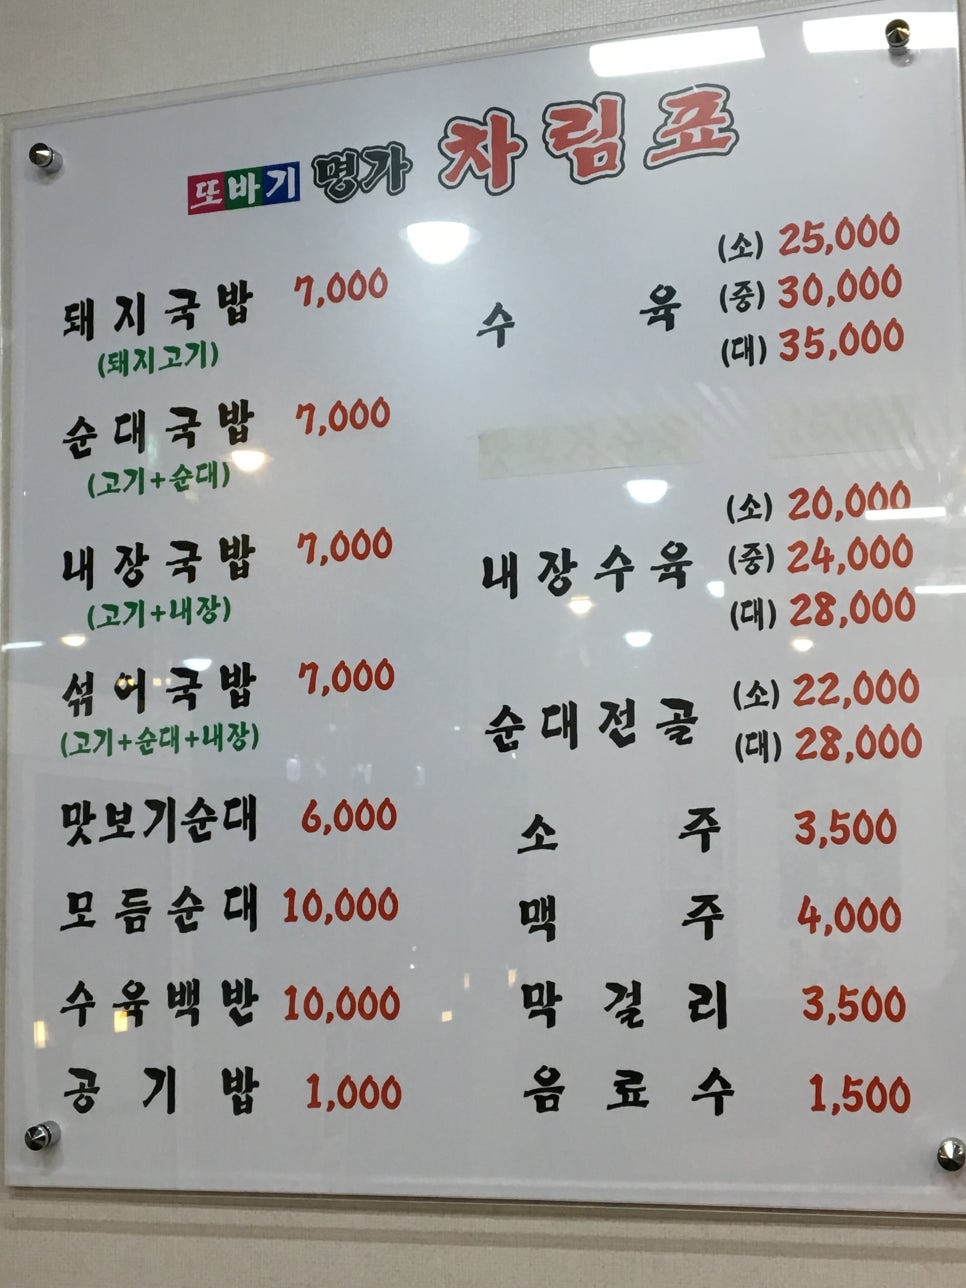 또바기 명가 차림표
돼지국밥 7,000
(돼지고기)
순대국밥 7,000
(고기+순대)
내장국밥 7,000
(고기+내장)
섞어국밥 7,000
(고기+순대+내장)
맛보기순대 6,000
모듬순대 10,000
수육백반 10,000
공기밥 1,000
수육 (소) 25,000
(중) 30,000
(대) 35,000
내장수육 (소) 20,000
(중) 24,000
(대) 28,000
순대전골 (소) 22,000
(대) 28,000
소주 3,500
맥주 4,000
막걸리 3,500
음료수 1,500